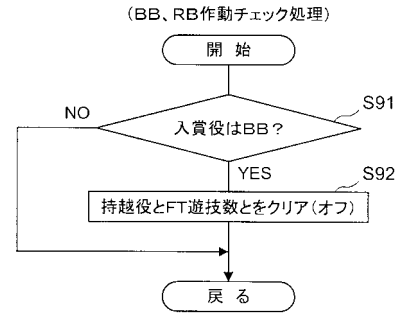 (BB、RB作動チェック処理)
開 始
S91
NO
入賞役はBB?
YES
S92
持越役とFT遊技数とをクリア(オフ)
戻 る